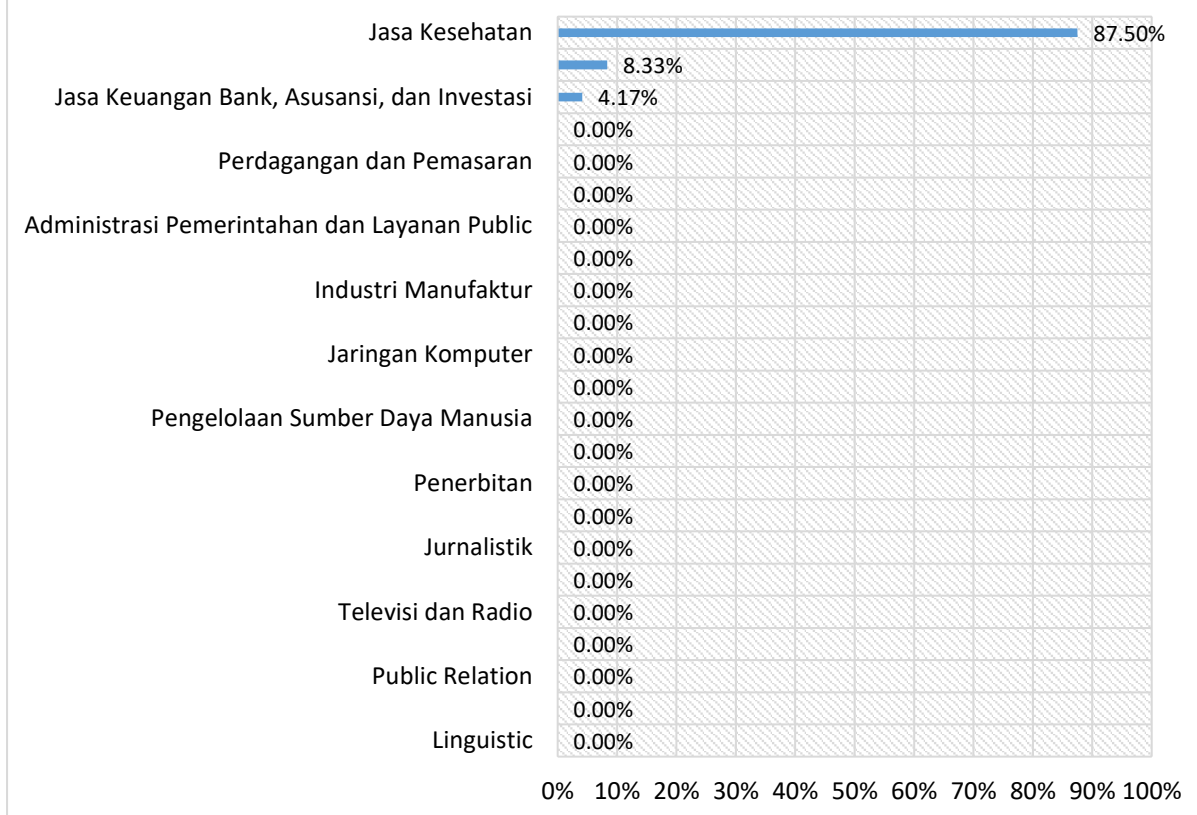 Jasa Kesehatan 87.50%
8.33%
Jasa Keuangan Bank, Asusansi, dan Investasi 4.17%
0.00%
Perdagangan dan Pemasaran 0.00%
0.00%
Administrasi Pemerintahan dan Layanan Public 0.00%
0.00%
Industri Manufaktur 0.00%
0.00%
Jaringan Komputer 0.00%
0.00%
Pengelolaan Sumber Daya Manusia 0.00%
0.00%
Penerbitan 0.00%
0.00%
Jurnalistik 0.00%
0.00%
Televisi dan Radio 0.00%
0.00%
Public Relation 0.00%
0.00%
Linguistic 0.00%
0% 10% 20% 30% 40% 50% 60% 70% 80% 90% 100%